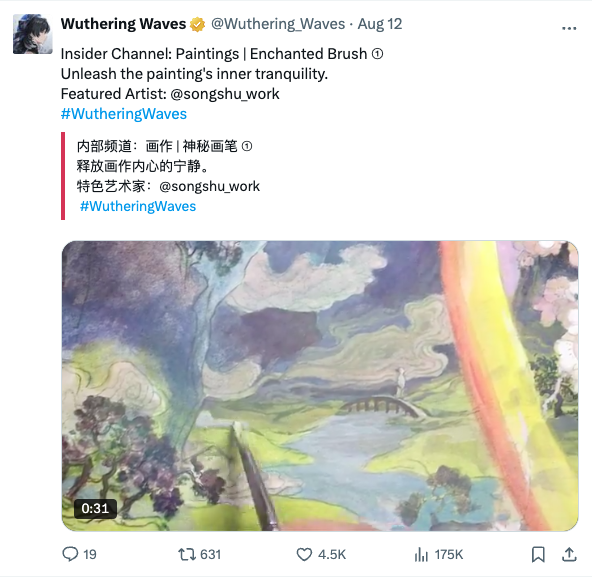 Wuthering Waves @Wuthering_Waves · Aug 12
Insider Channel: Paintings | Enchanted Brush ①
Unleash the painting's inner tranquility.
Featured Artist: @songshu_work
#WutheringWaves
内部频道：画作 | 神秘画笔 ①
释放画作内心的宁静。
特色艺术家：@songshu_work
#WutheringWaves
0:31
19 631 4.5K 175K